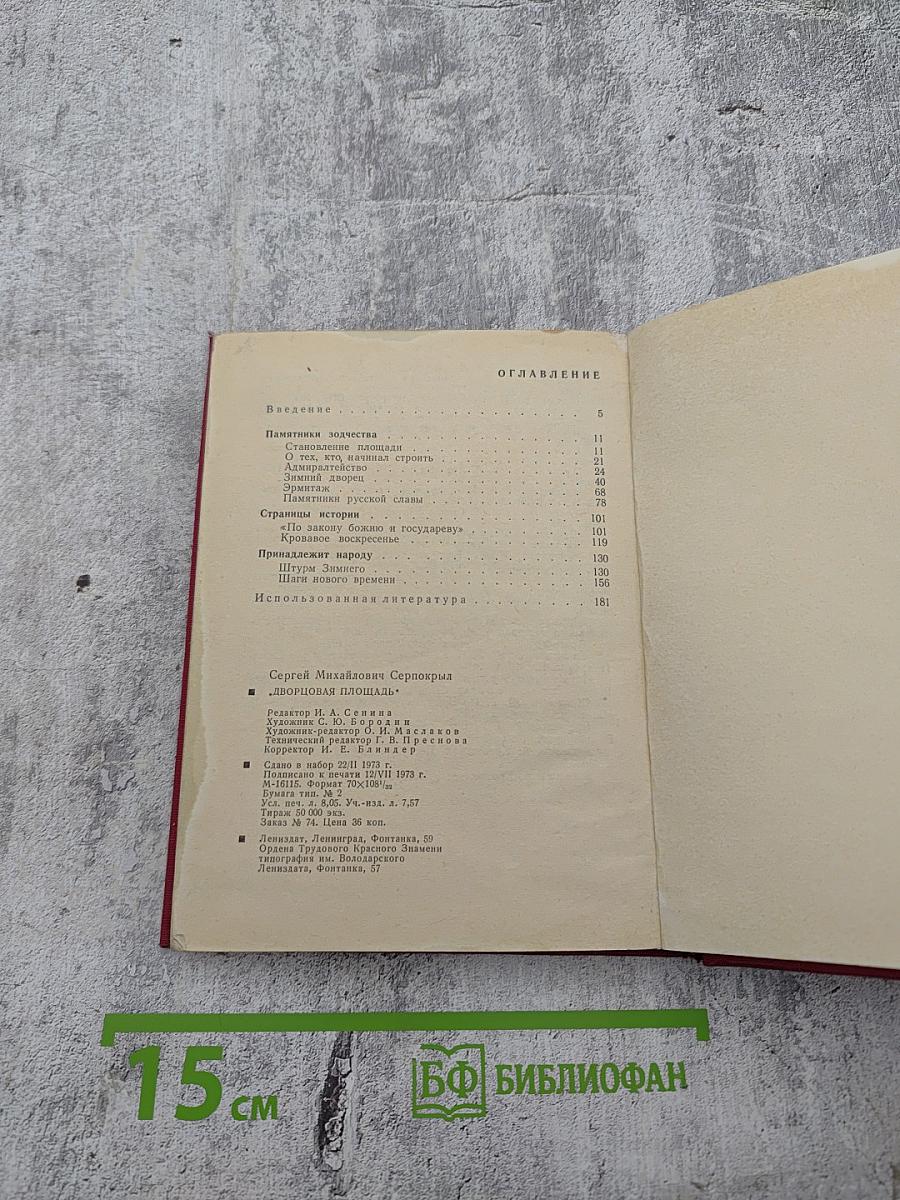 ОГЛАВЛЕНИЕ
Введение . . . . . . . . . . . . . . . . . . . . 5
Памятники зодчества . . . . . . . . . . . . . . . . 11
Становление площади . . . . . . . . . . . . . . 11
О тех, кто начинал строить . . . . . . . . . . . . 21
Адмиралтейство . . . . . . . . . . . . . . . . 24
Зимний дворец . . . . . . . . . . . . . . . . 40
Эрмитаж . . . . . . . . . . . . . . . . . . 68
Памятники русской славы . . . . . . . . . . . . 78
Страницы истории . . . . . . . . . . . . . . . . 101
«По закону божию и государеву» . . . . . . . . . 101
Кровавое воскресенье . . . . . . . . . . . . . 119
Принадлежит народу . . . . . . . . . . . . . . . 130
Штурм Зимнего . . . . . . . . . . . . . . . . 130
Шаги нового времени . . . . . . . . . . . . . 156
Использованная литература . . . . . . . . . 181
Сергей Михайлович Серпокрыл
„ДВОРЦОВАЯ ПЛОЩАДЬ“
Редактор И. А. Сенина
Художник С. Ю. Бородин
Художник-редактор О. И. Маслаков
Технический редактор Г. В. Преснова
Корректор И. Е. Блиндер
Сдано в набор 22/II 1973 г.
Подписано к печати 12/VII 1973 г.
М-16115. Формат 70×108¹/₃₂
Бумага тип. № 2
Усл. печ. л. 8,05. Уч.-изд. л. 7,57
Тираж 50 000 экз.
Заказ № 74. Цена 36 коп.
Лениздат, Ленинград, Фонтанка, 59
Ордена Трудового Красного Знамени
типография им. Володарского
Лениздата, Фонтанка, 57
15 см
БФ БИБЛИОФАН